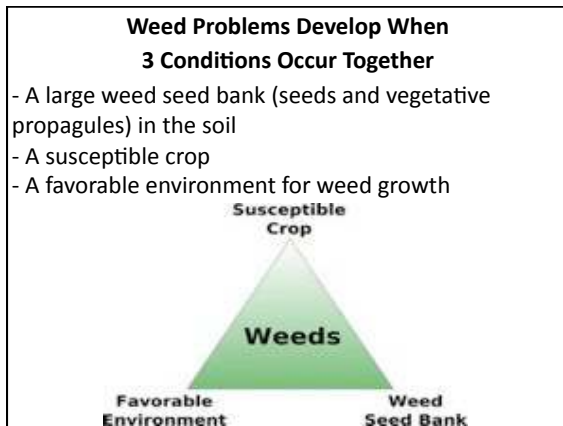 Weed Problems Develop When
3 Conditions Occur Together
- A large weed seed bank (seeds and vegetative
propagules) in the soil
- A susceptible crop
- A favorable environment for weed growth
Susceptible
Crop
Weeds
Favorable
Environment
Weed
Seed Bank